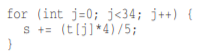 for (int j=0; j<34; j++) {
s += (t[j]*4)/5;
}